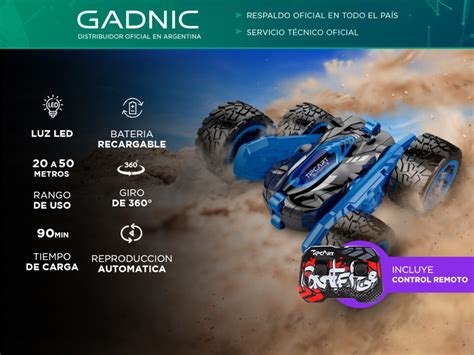 GADNIC
DISTRIBUIDOR OFICIAL EN ARGENTINA
> RESPALDO OFICIAL EN TODO EL PAÍS
> SERVICIO TÉCNICO OFICIAL
LED
LUZ LED
BATERIA
RECARGABLE
20 A 50
METROS
RANGO
DE USO
360°
GIRO
DE 360°
90MIN
TIEMPO
DE CARGA
REPRODUCCION
AUTOMATICA
INCLUYE
CONTROL REMOTO